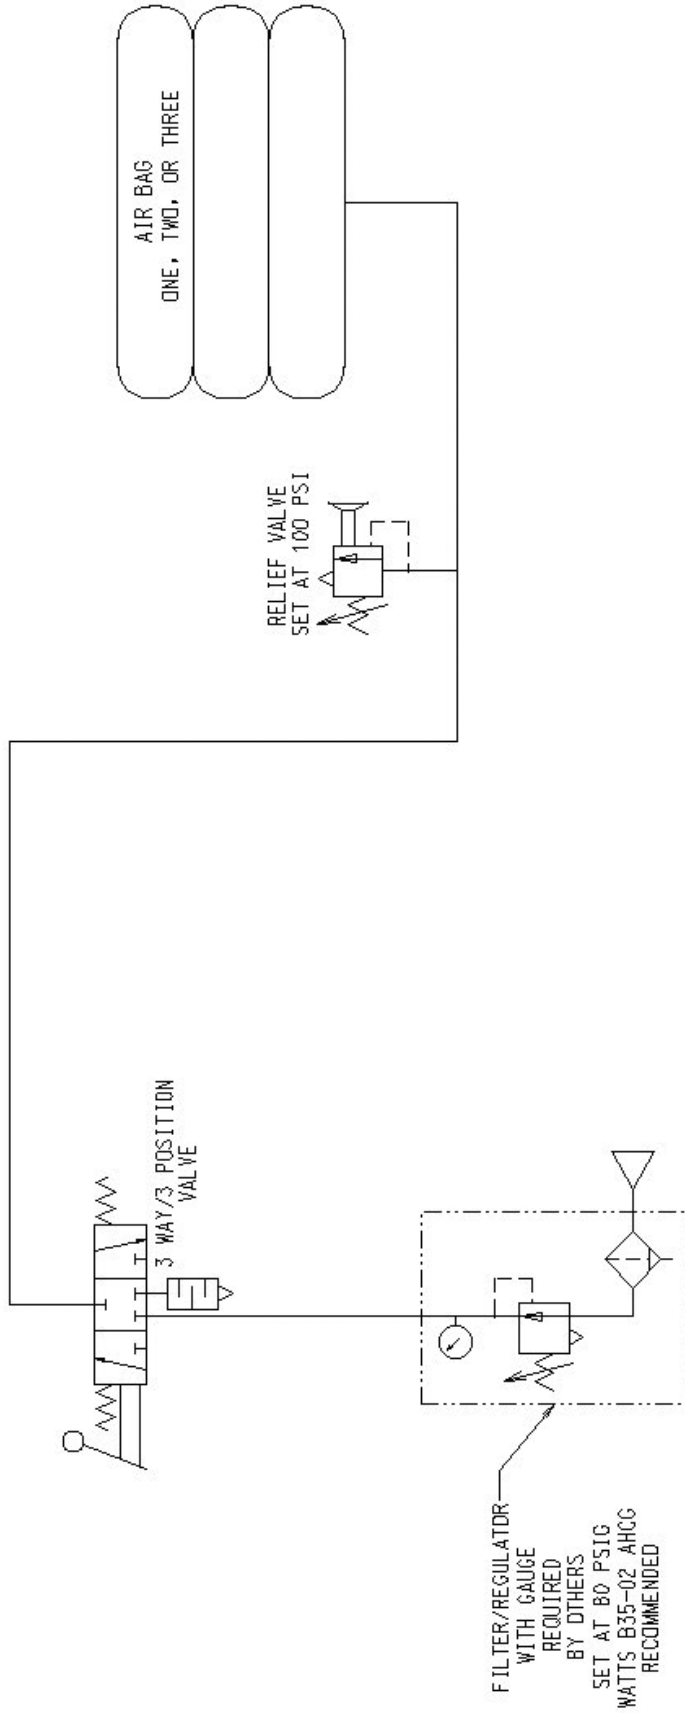 AIR BAG
ONE, TWO, OR THREE
RELIEF VALVE
SET AT 100 PSI
3 WAY/3 POSITION
VALVE
FILTER/REGULATOR
WITH GAUGE
REQUIRED
BY OTHERS
SET AT 80 PSIG
WATTS B35-02 AHCG
RECOMMENDED